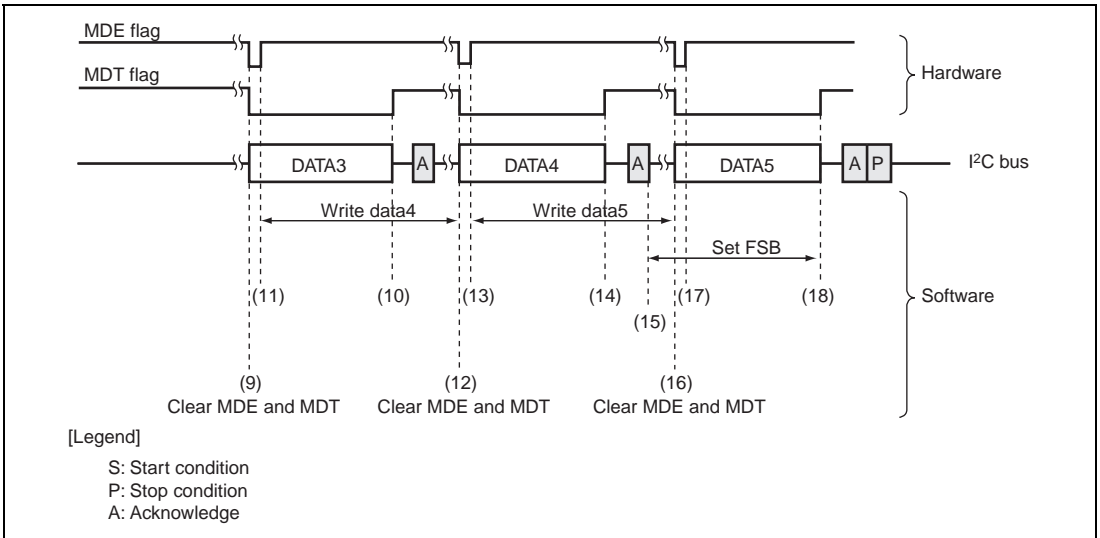 MDE flag
MDT flag
Hardware
DATA3 A DATA4 A DATA5 A P I²C bus
Write data4 Write data5
Set FSB
(11) (10) (13) (14) (17) (18) Software
(15)
(9) (12) (16)
Clear MDE and MDT Clear MDE and MDT Clear MDE and MDT
[Legend]
S: Start condition
P: Stop condition
A: Acknowledge